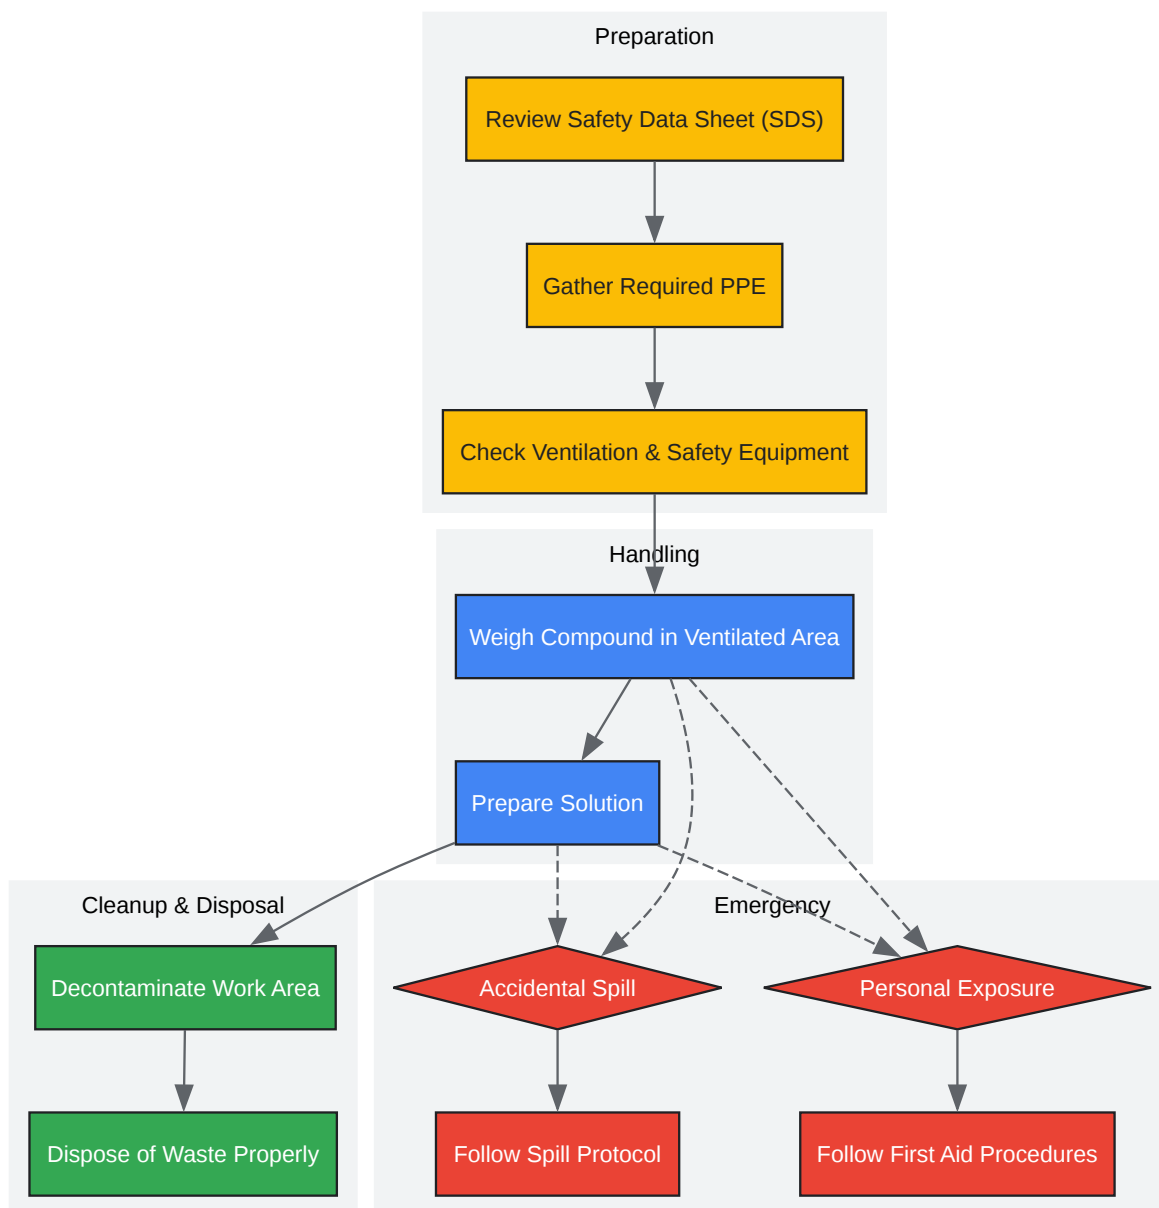 Preparation
Review Safety Data Sheet (SDS)
Gather Required PPE
Check Ventilation & Safety Equipment
Handling
Weigh Compound in Ventilated Area
Prepare Solution
Cleanup & Disposal
Decontaminate Work Area
Dispose of Waste Properly
Emergency
Accidental Spill
Personal Exposure
Follow Spill Protocol
Follow First Aid Procedures